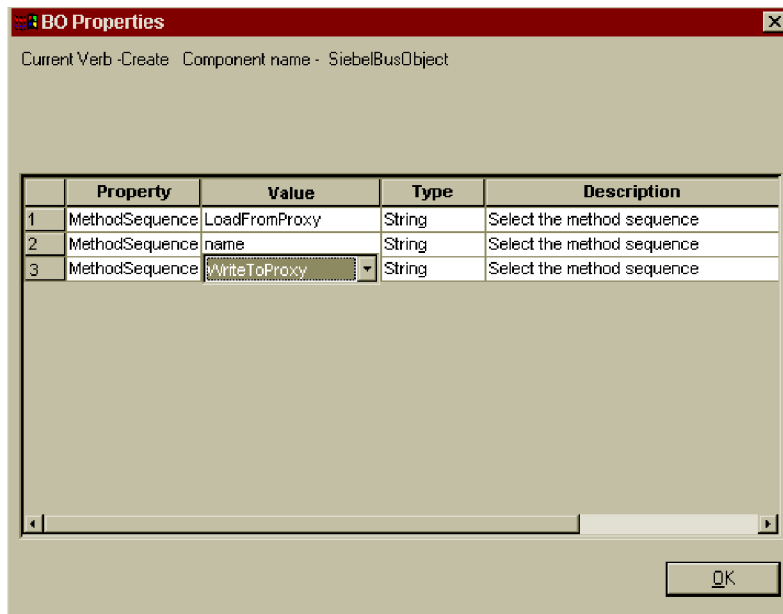 BO Properties
Current Verb -Create Component name - SiebelBusObject
Property Value Type Description
1 MethodSequence LoadFromProxy String Select the method sequence
2 MethodSequence name String Select the method sequence
3 MethodSequence WriteToProxy String Select the method sequence
OK